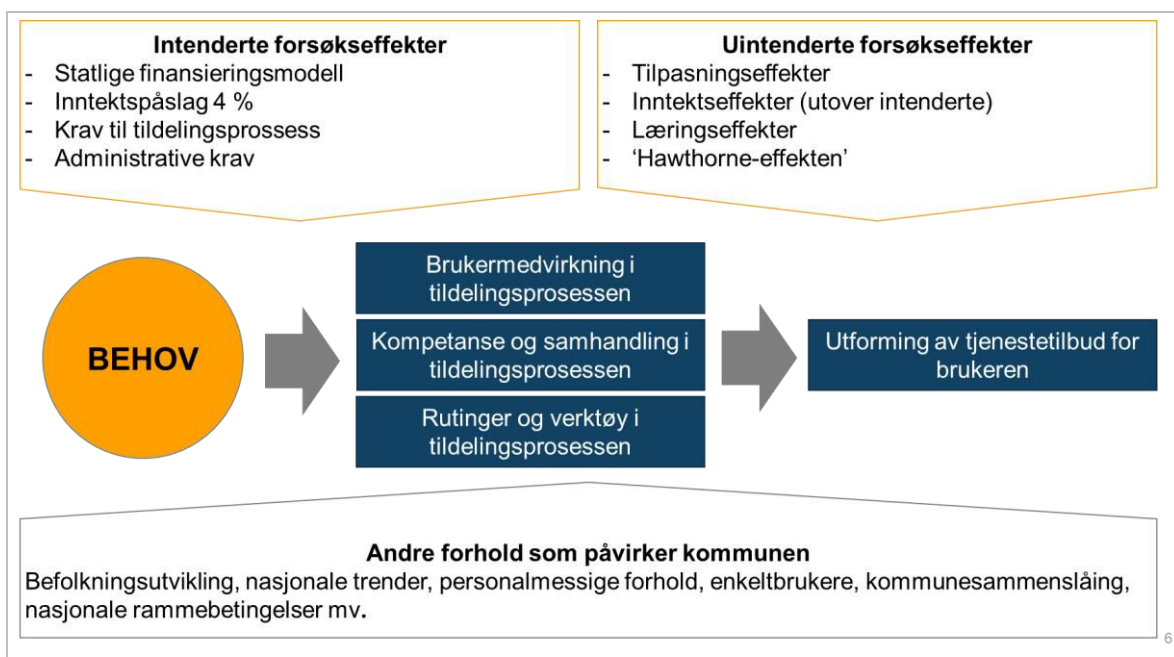 Intenderte forsøkseffekter
- Statlige finansieringsmodell
- Inntektspåslag 4 %
- Krav til tildelingsprossess
- Administrative krav
Uintenderte forsøkseffekter
- Tilpasningseffekter
- Inntektseffekter (utover intenderte)
- Læringseffekter
- ‘Hawthorne-effekten’
BEHOV
Brukermedvirkning i
tildelingsprosessen
Kompetanse og samhandling i
tildelingsprosessen
Rutinger og verktøy i
tildelingsprosessen
Utforming av tjenestetilbud for
brukeren
Andre forhold som påvirker kommunen
Befolkningsutvikling, nasjonale trender, personalmessige forhold, enkeltbrukere, kommunesammenslåing,
nasjonale rammebetingelser mv.
6